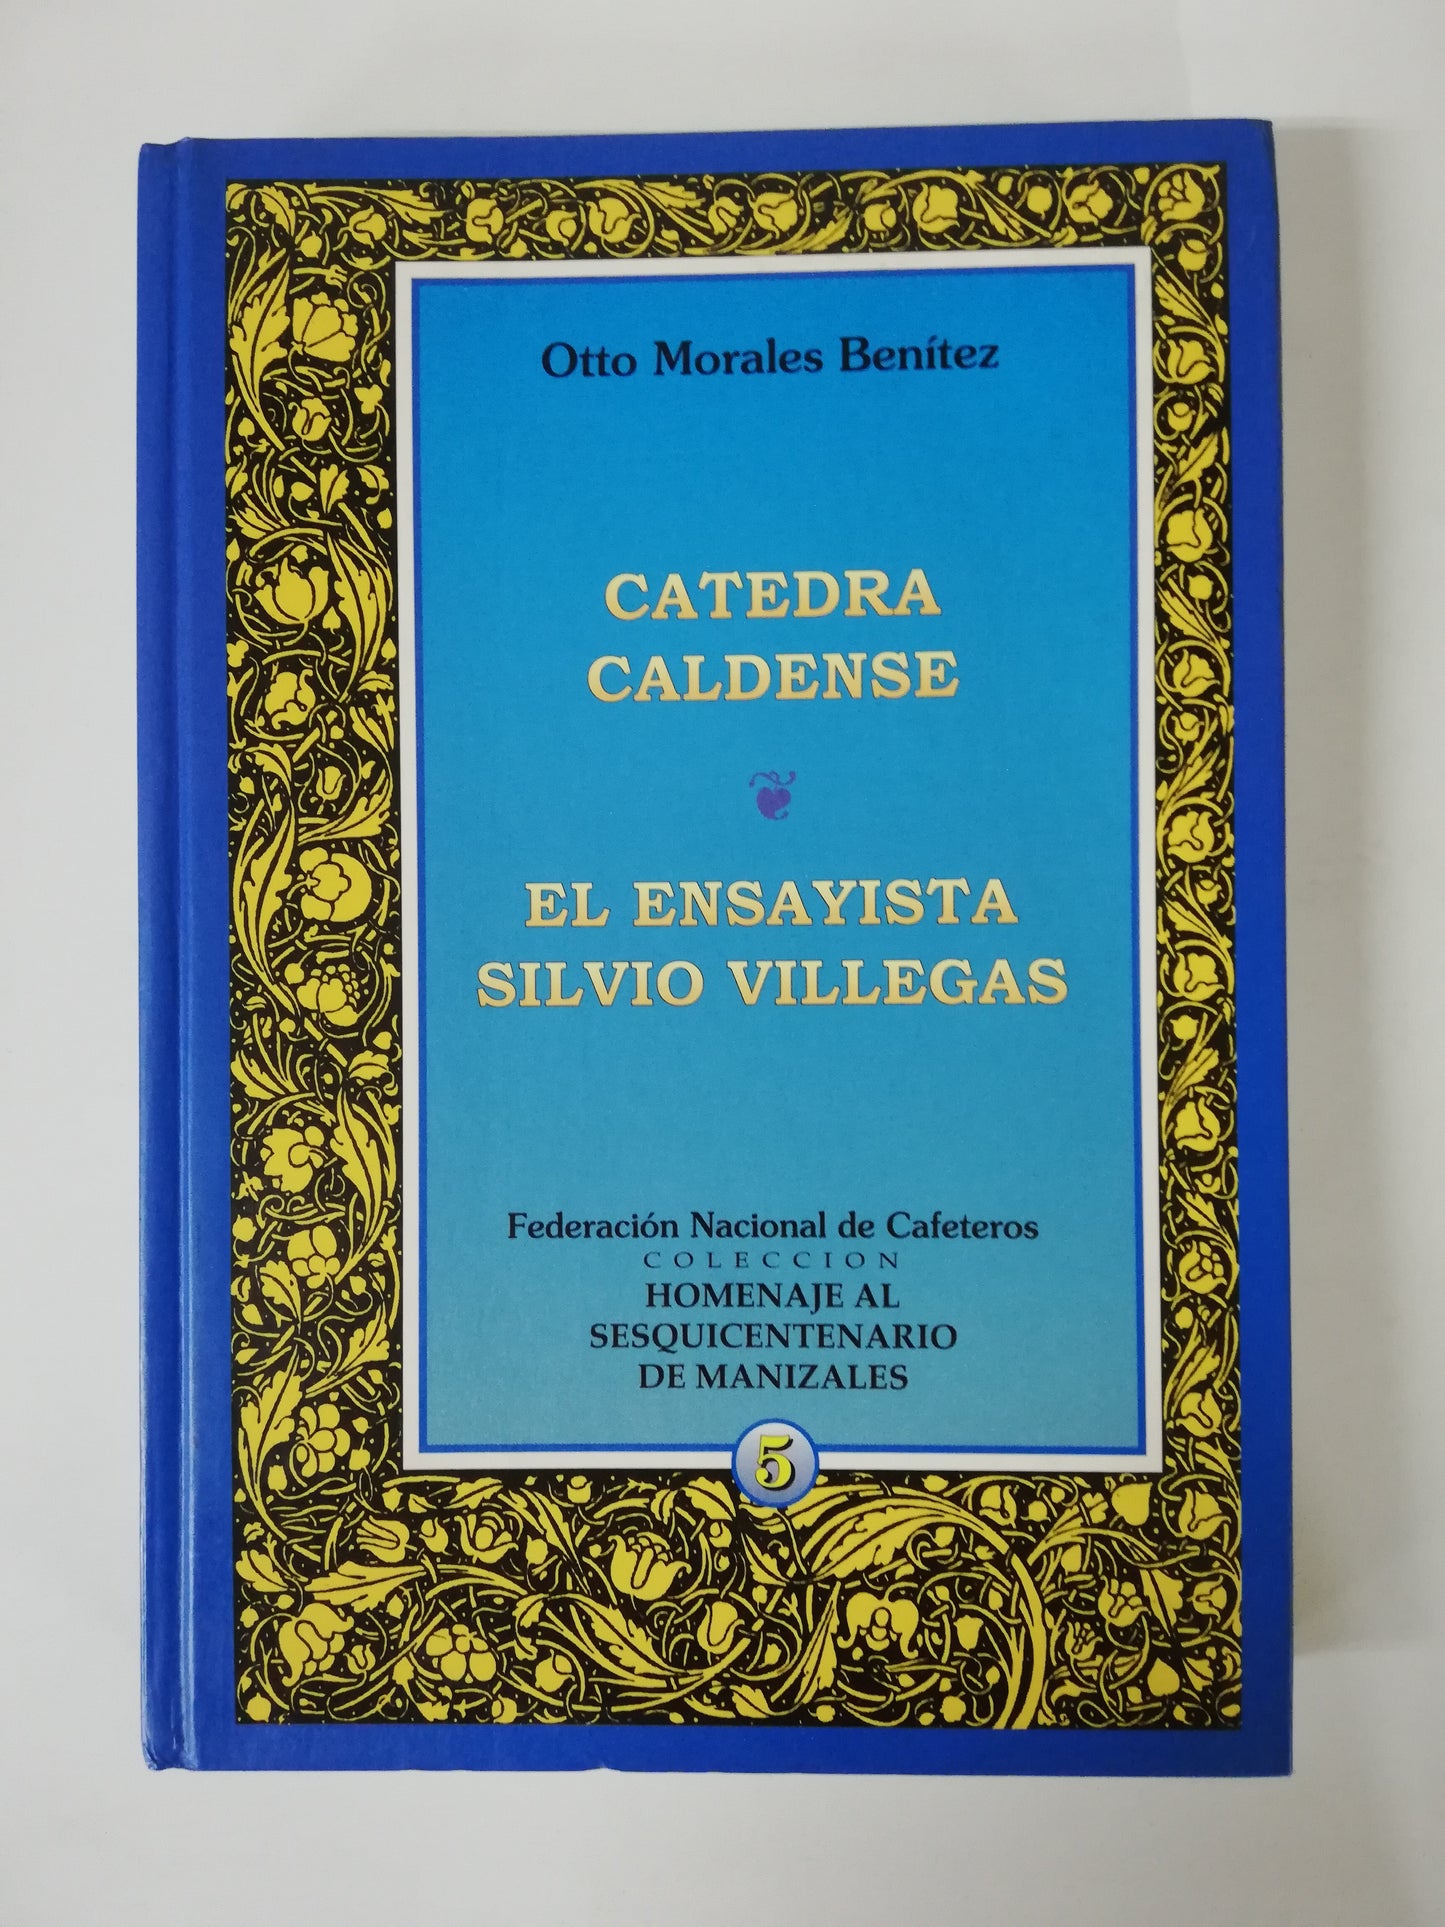 Otto Morales Benítez
CATEDRA
CALDENSE
EL ENSAYISTA
SILVIO VILLEGAS
Federación Nacional de Cafeteros
COLECCION
HOMENAJE AL
SESQUICENTENARIO
DE MANIZALES
5